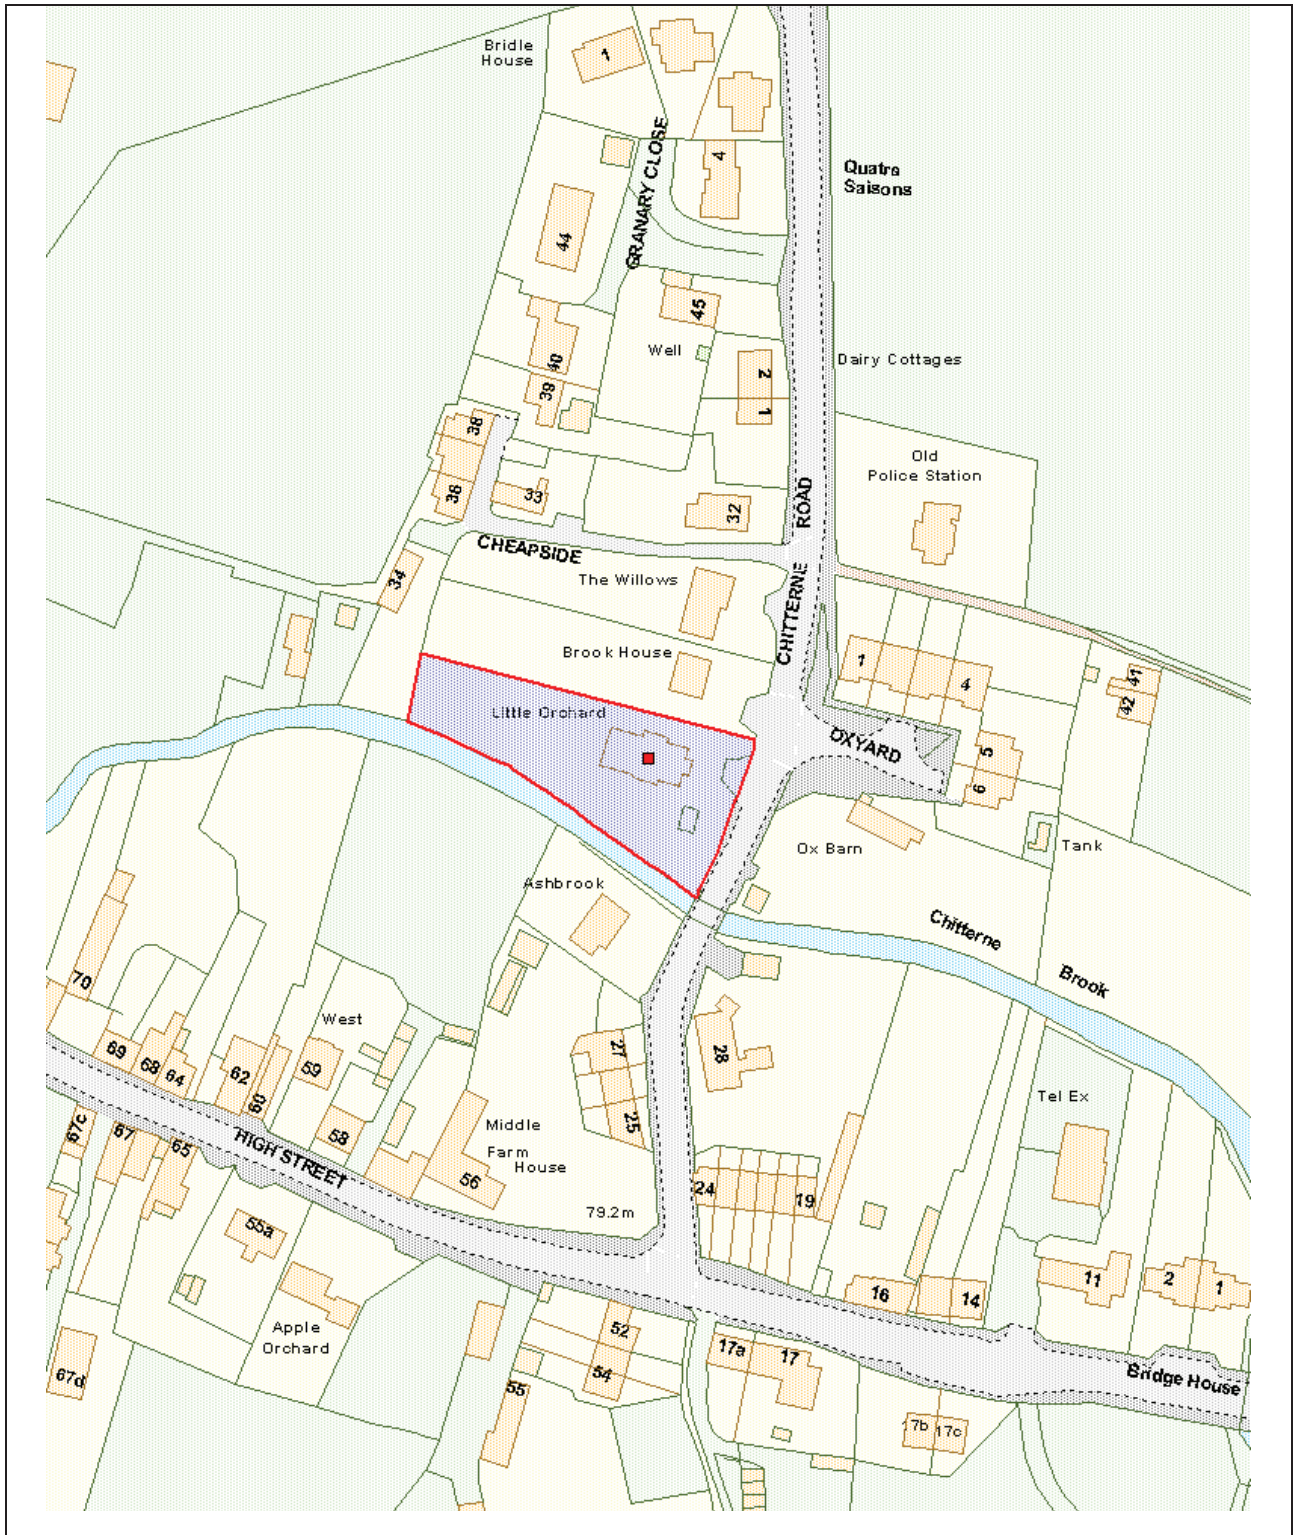 Bridle
House
1
GRANARY CLOSE
4
Quatre
Saisons
44
45
Well
40
39
2
1
Dairy Cottages
38
36
33
32
ROAD
Old
Police Station
CHEAPSIDE
34
The Willows
CHITTERNE
Brook House
1
4
41
42
Little Orchard
OXYARD
5
6
Ox Barn
Tank
Ashbrook
Chitterne
Brook
70
West
69
68
64
62
60
59
58
27
25
28
Tel Ex
67c
67
65
HIGH STREET
Middle
Farm
House
56
24
19
79.2m
55a
11
2
1
16
14
Apple
Orchard
52
54
55
17a
17
Bridge House
67d
17b
17c